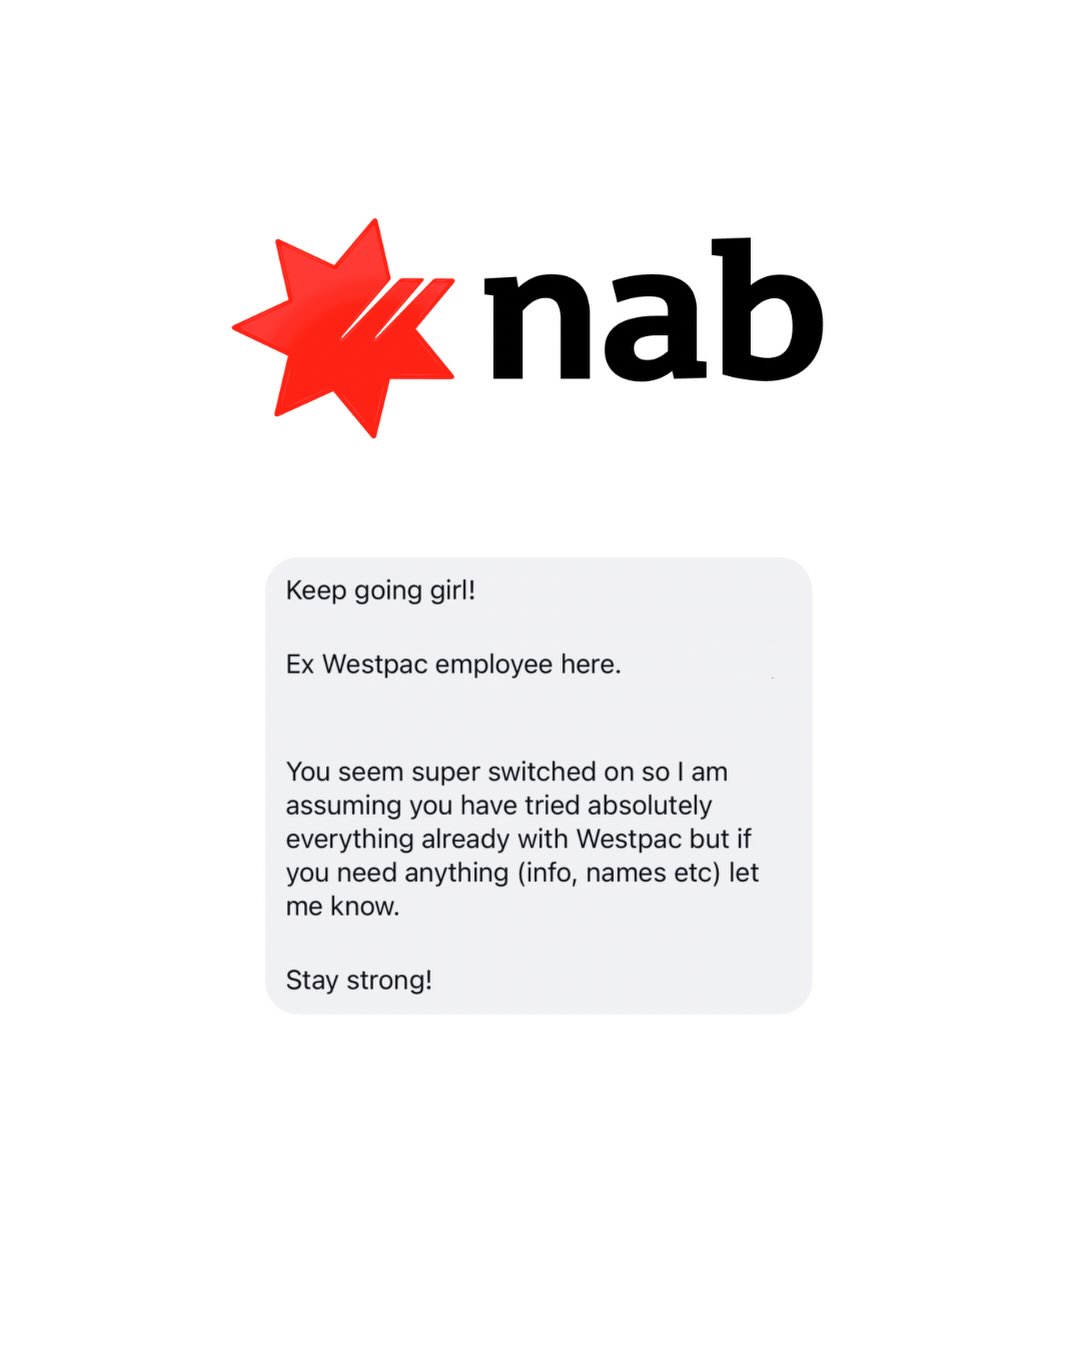 nab
Keep going girl!
Ex Westpac employee here.
You seem super switched on so I am
assuming you have tried absolutely
everything already with Westpac but if
you need anything (info, names etc) let
me know.
Stay strong!